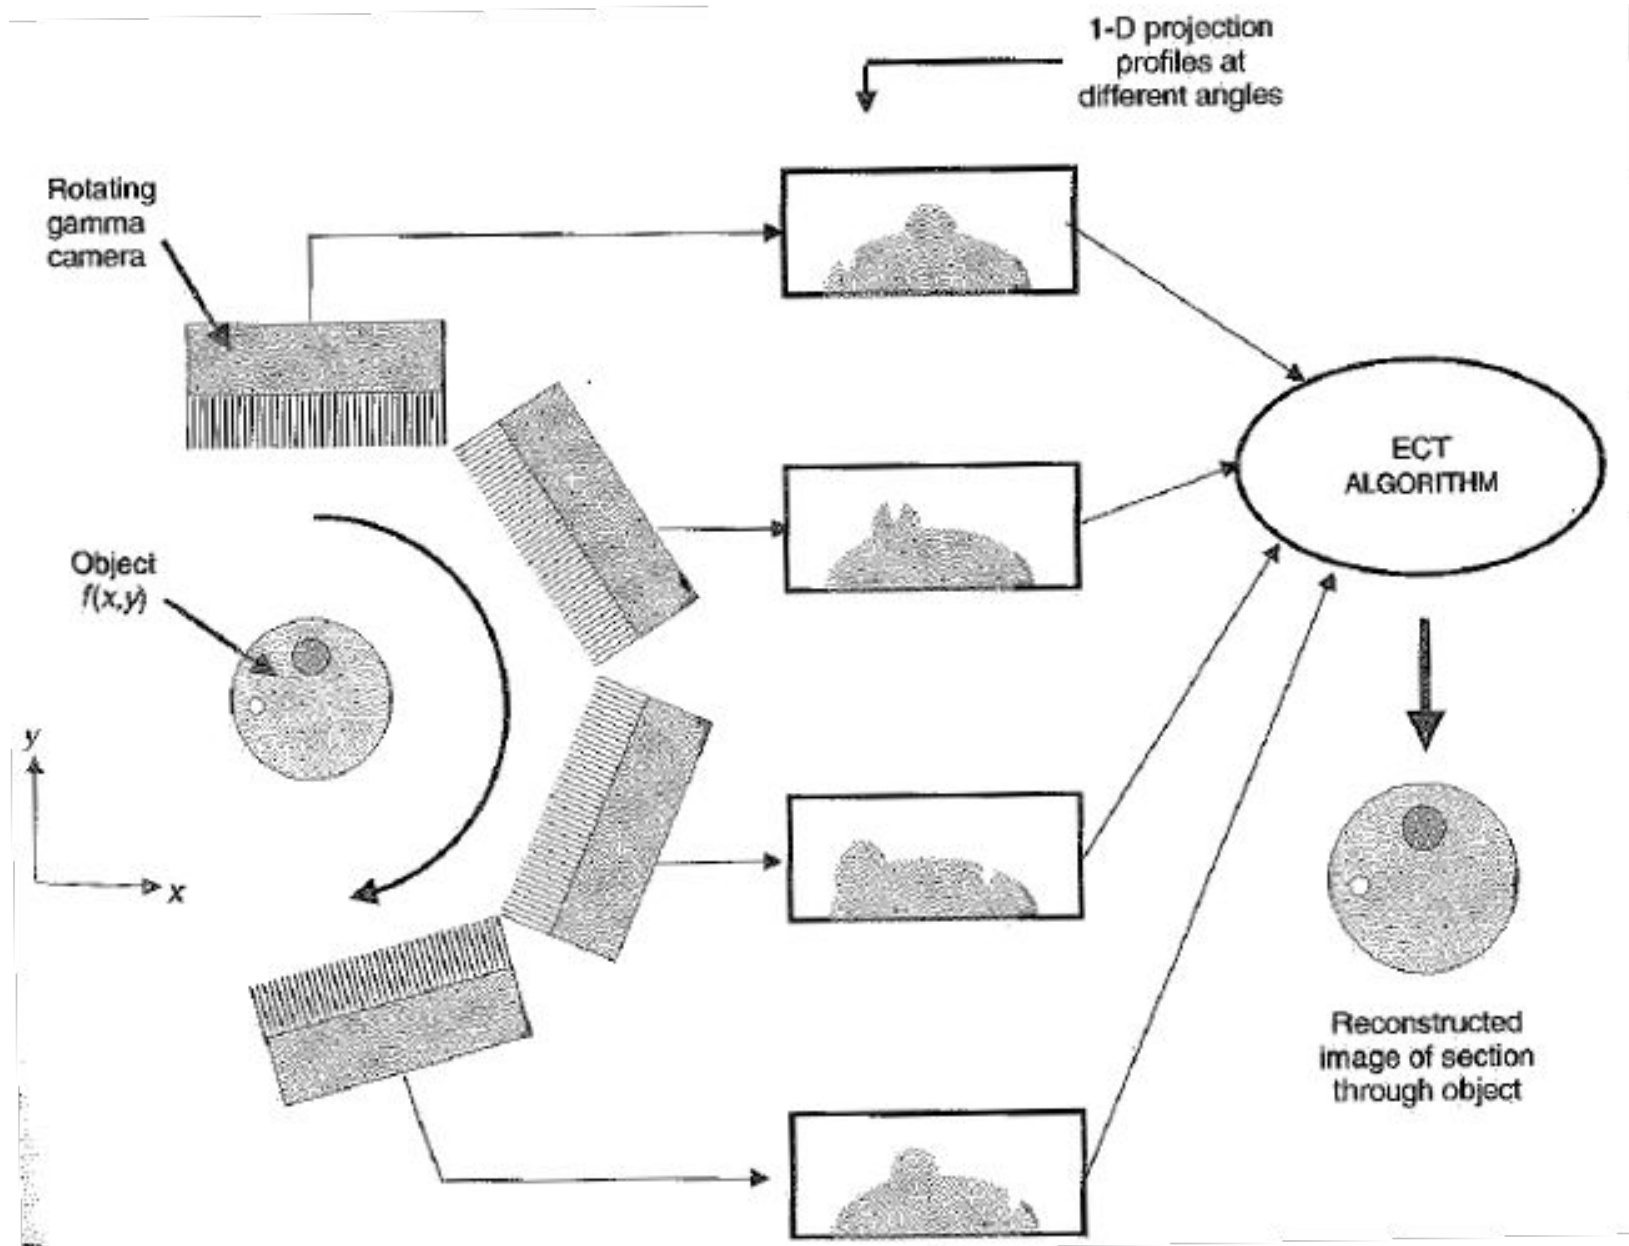 1-D projection
profiles at
different angles
Rotating
gamma
camera
Object
f(x,y)
ECT
ALGORITHM
y
x
Reconstructed
image of section
through object